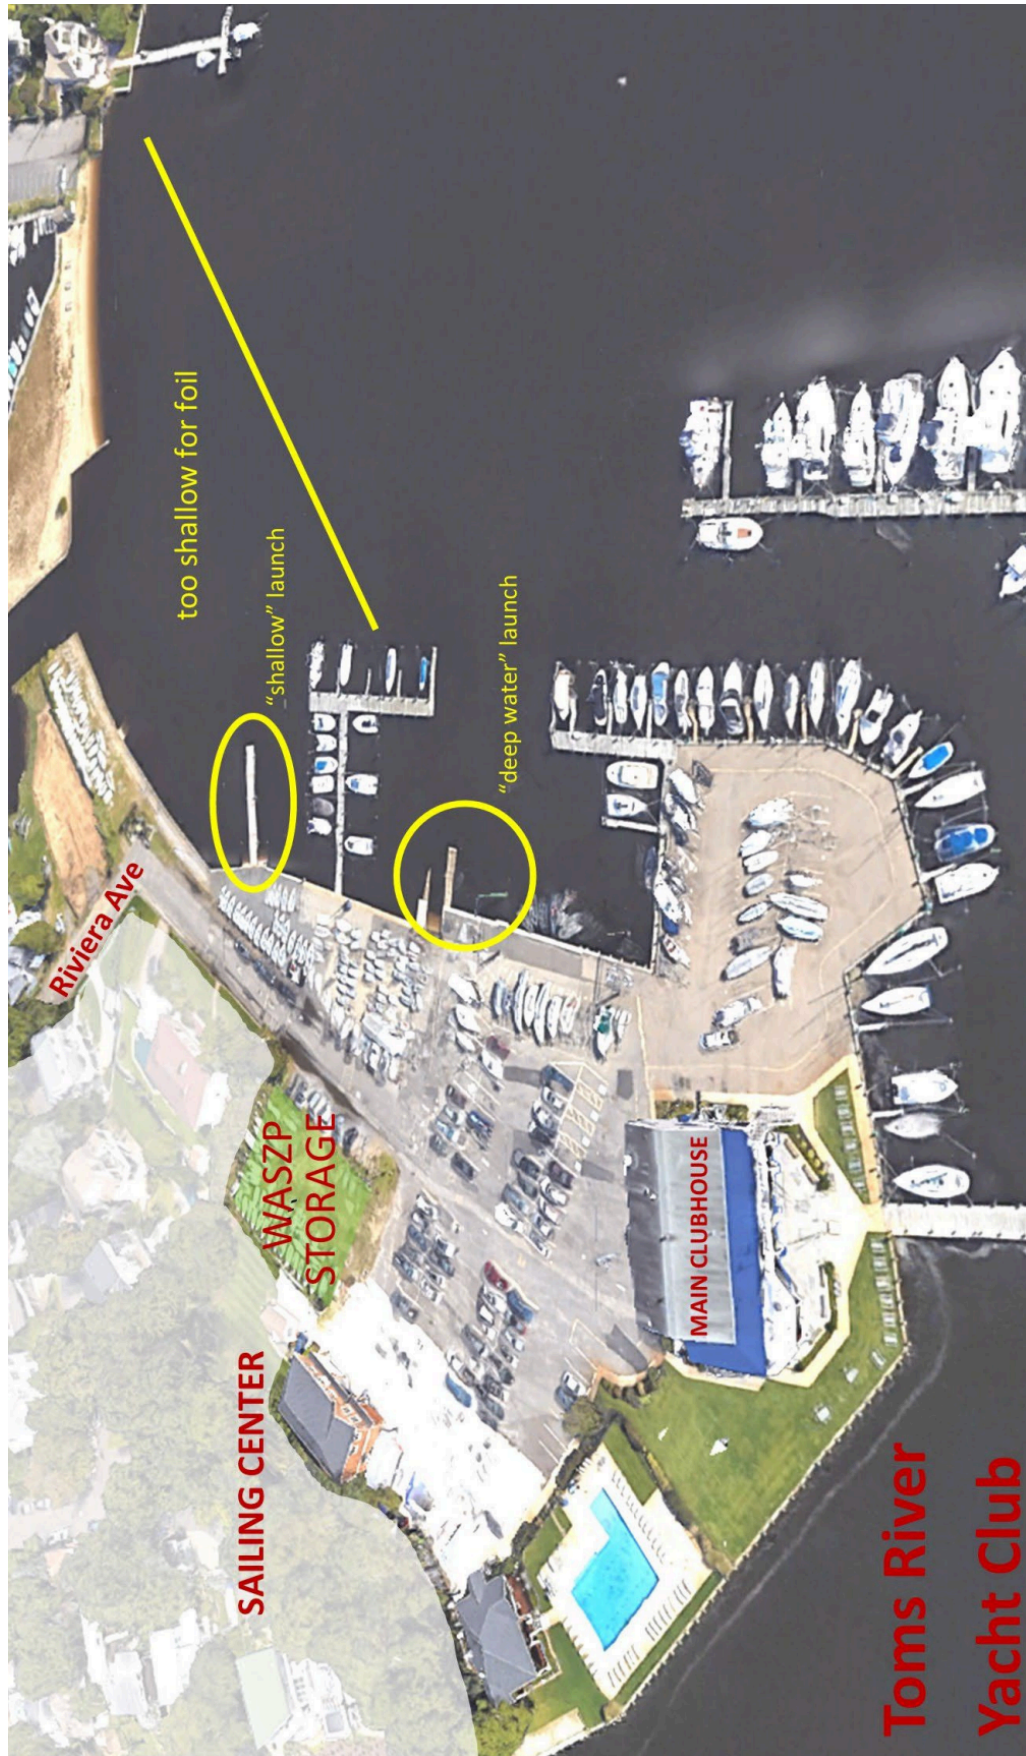 Riviera Ave
too shallow for foil
SAILING CENTER
"shallow" launch
WASZP
STORAGE
"deep water" launch
MAIN CLUBHOUSE
Toms River
Yacht Club